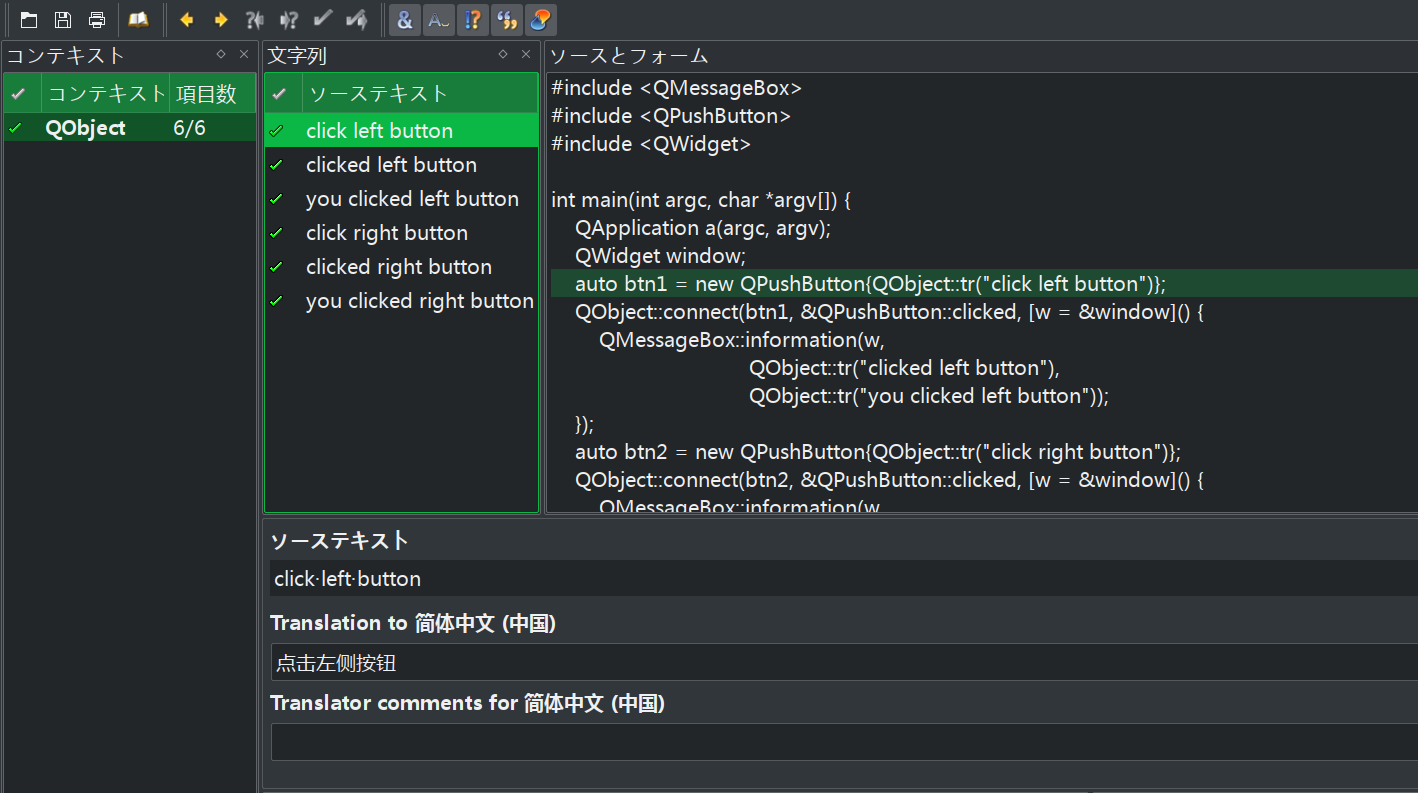 コンテキスト
コンテキスト 項目数
QObject 6/6
文字列
ソーステキスト
click left button
clicked left button
you clicked left button
click right button
clicked right button
you clicked right button
ソースとフォーム
#include <QMessageBox>
#include <QPushButton>
#include <QWidget>
int main(int argc, char *argv[]) {
QApplication a(argc, argv);
QWidget window;
auto btn1 = new QPushButton{QObject::tr("click left button")};
QObject::connect(btn1, &QPushButton::clicked, [w = &window]() {
QMessageBox::information(w,
QObject::tr("clicked left button"),
QObject::tr("you clicked left button"));
});
auto btn2 = new QPushButton{QObject::tr("click right button")};
QObject::connect(btn2, &QPushButton::clicked, [w = &window]() {
QMessageBox::information(w,
ソーステキスト
click·left·button
Translation to 简体中文 (中国)
点击左侧按钮
Translator comments for 简体中文 (中国)